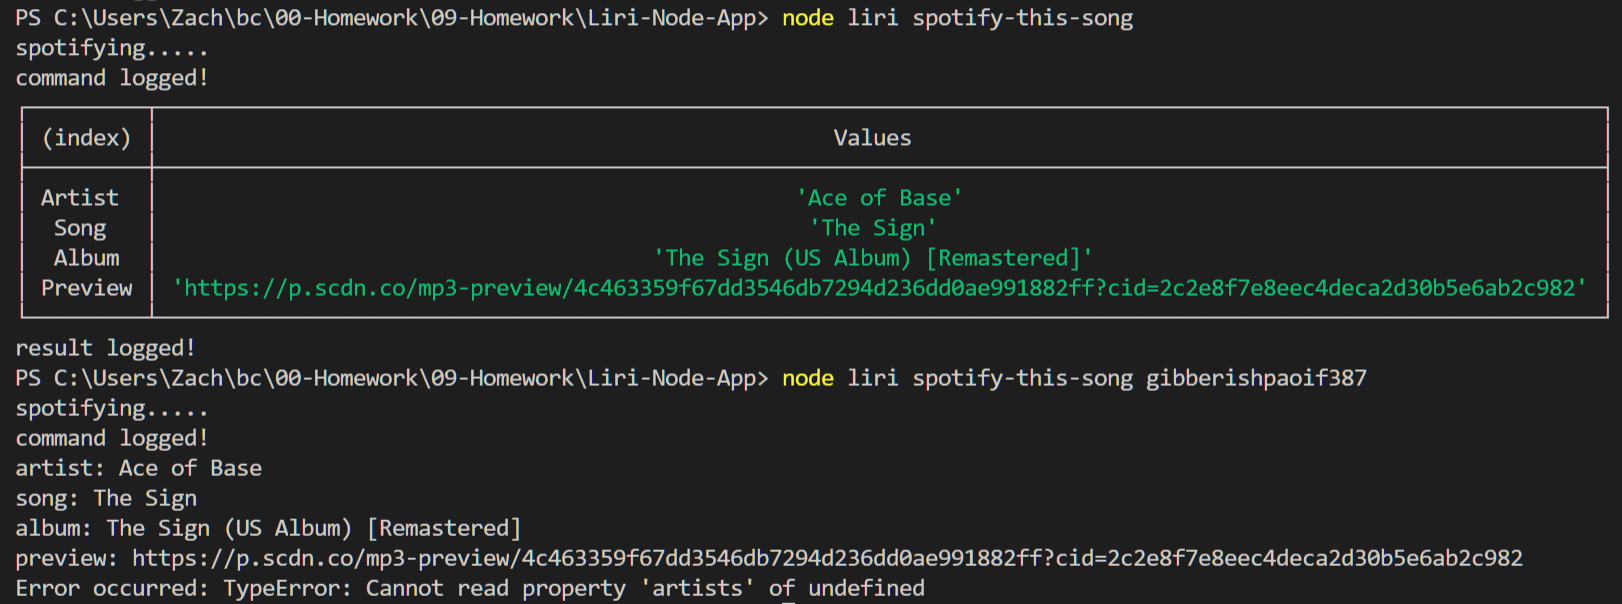 PS C:\Users\Zach\bc\00-Homework\09-Homework\Liri-Node-App> node liri spotify-this-song
spotifying.....
command logged!
(index) Values
Artist 'Ace of Base'
Song 'The Sign'
Album 'The Sign (US Album) [Remastered]'
Preview 'https://p.scdn.co/mp3-preview/4c463359f67dd3546db7294d236dd0ae991882ff?cid=2c2e8f7e8eec4deca2d30b5e6ab2c982'
result logged!
PS C:\Users\Zach\bc\00-Homework\09-Homework\Liri-Node-App> node liri spotify-this-song gibberishpaoif387
spotifying.....
command logged!
artist: Ace of Base
song: The Sign
album: The Sign (US Album) [Remastered]
preview: https://p.scdn.co/mp3-preview/4c463359f67dd3546db7294d236dd0ae991882ff?cid=2c2e8f7e8eec4deca2d30b5e6ab2c982
Error occurred: TypeError: Cannot read property 'artists' of undefined